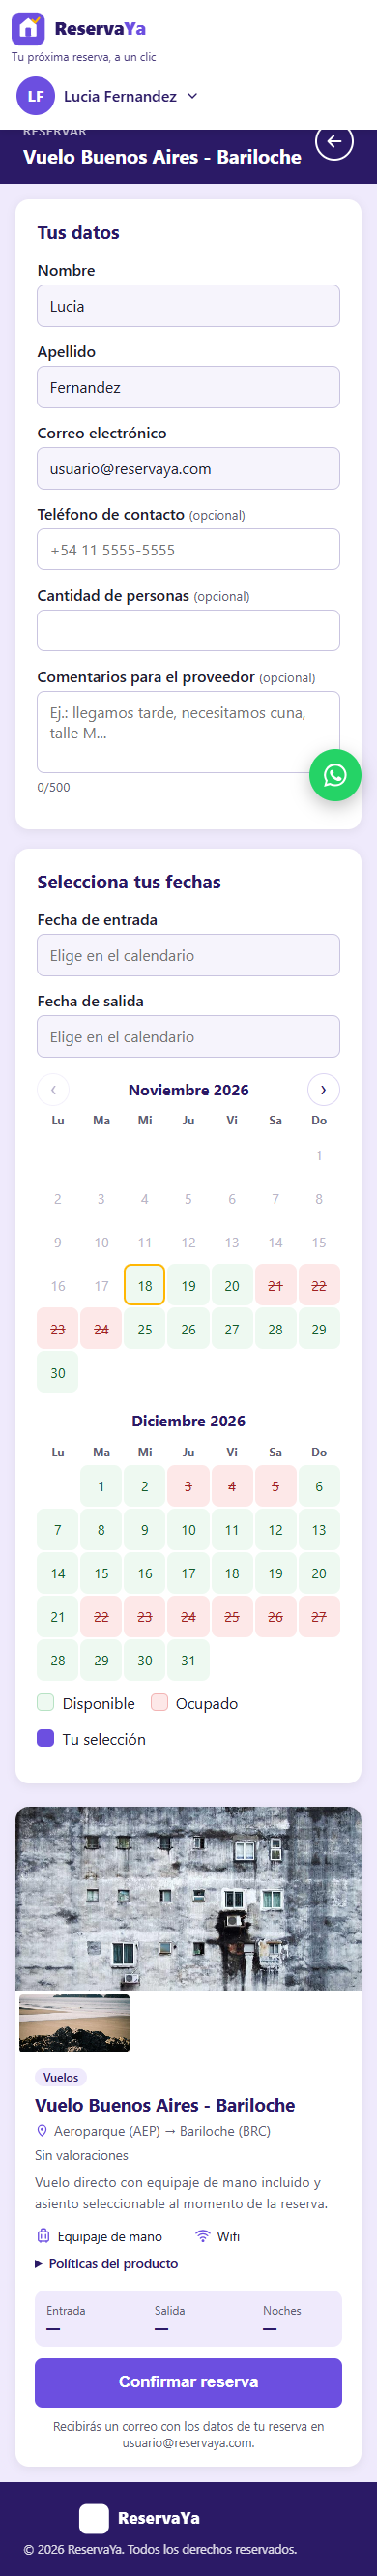 ReservaYa
Tu próxima reserva, a un clic
LF Lucia Fernandez
RESERVAR
Vuelo Buenos Aires - Bariloche
Tus datos
Nombre
Lucia
Apellido
Fernandez
Correo electrónico
usuario@reservaya.com
Teléfono de contacto (opcional)
+54 11 5555-5555
Cantidad de personas (opcional)
Comentarios para el proveedor (opcional)
Ej.: llegamos tarde, necesitamos cuna,
talle M...
0/500
Selecciona tus fechas
Fecha de entrada
Elige en el calendario
Fecha de salida
Elige en el calendario
‹ Noviembre 2026 ›
Lu Ma Mi Ju Vi Sa Do
1
2 3 4 5 6 7 8
9 10 11 12 13 14 15
16 17 18 19 20 21 22
23 24 25 26 27 28 29
30
Diciembre 2026
Lu Ma Mi Ju Vi Sa Do
1 2 3 4 5 6
7 8 9 10 11 12 13
14 15 16 17 18 19 20
21 22 23 24 25 26 27
28 29 30 31
Disponible Ocupado
Tu selección
Vuelos
Vuelo Buenos Aires - Bariloche
Aeroparque (AEP) → Bariloche (BRC)
Sin valoraciones
Vuelo directo con equipaje de mano incluido y
asiento seleccionable al momento de la reserva.
Equipaje de mano Wifi
▶ Políticas del producto
Entrada Salida Noches
— — —
Confirmar reserva
Recibirás un correo con los datos de tu reserva en
usuario@reservaya.com.
ReservaYa
© 2026 ReservaYa. Todos los derechos reservados.